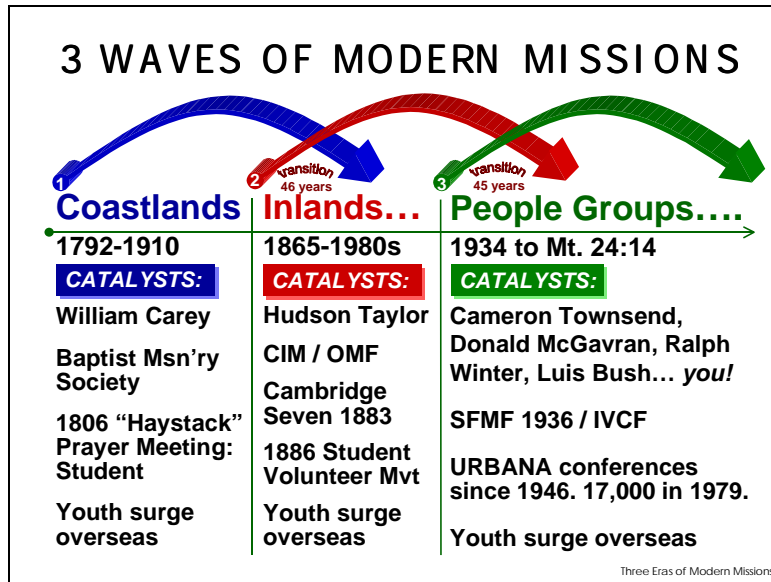 3 WAVES OF MODERN MISSIONS
1
2
3
transition
46 years
transition
45 years
Coastlands
1792-1910
CATALYSTS:
William Carey
Baptist Msn'ry
Society
1806 “Haystack”
Prayer Meeting:
Student
Youth surge
overseas
Inlands…
1865-1980s
CATALYSTS:
Hudson Taylor
CIM / OMF
Cambridge
Seven 1883
1886 Student
Volunteer Mvt
Youth surge
overseas
People Groups….
1934 to Mt. 24:14
CATALYSTS:
Cameron Townsend,
Donald McGavran, Ralph
Winter, Luis Bush… you!
SFMF 1936 / IVCF
URBANA conferences
since 1946. 17,000 in 1979.
Youth surge overseas
Three Eras of Modern Missions